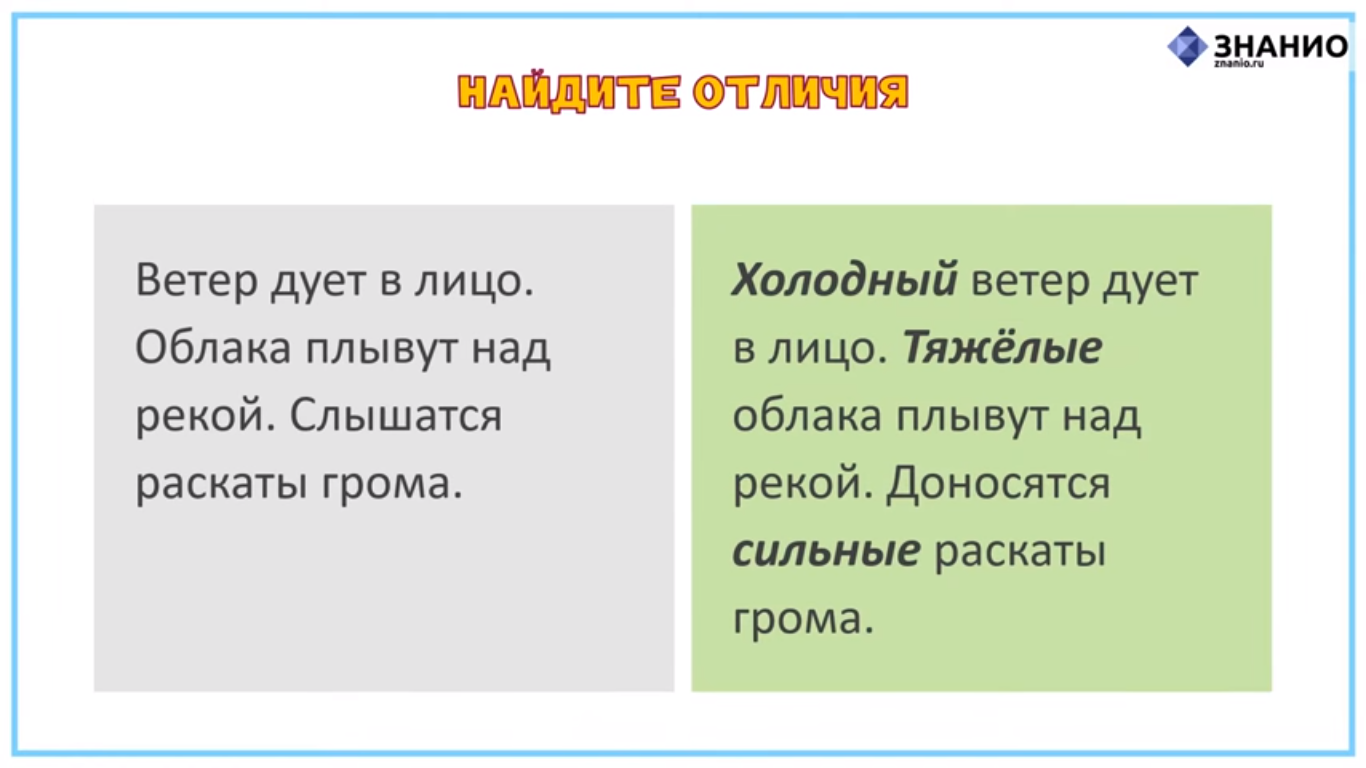 ЗНАНИО
znanio.ru
НАЙДИТЕ ОТЛИЧИЯ
Ветер дует в лицо.
Облака плывут над
рекой. Слышатся
раскаты грома.
Холодный ветер дует
в лицо. Тяжёлые
облака плывут над
рекой. Доносятся
сильные раскаты
грома.